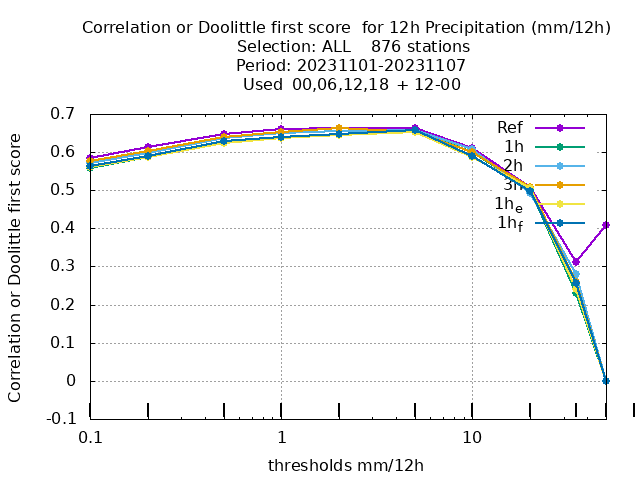 Correlation or Doolittle first score  for 12h Precipitation (mm/12h)
Selection: ALL    876 stations
Period: 20231101-20231107
Used  00,06,12,18  + 12-00
Correlation or Doolittle first score
0.7
0.6
0.5
0.4
0.3
0.2
0.1
0
-0.1
Ref
1h
2h
3h
1he
1hf
0.1 1 10
thresholds mm/12h